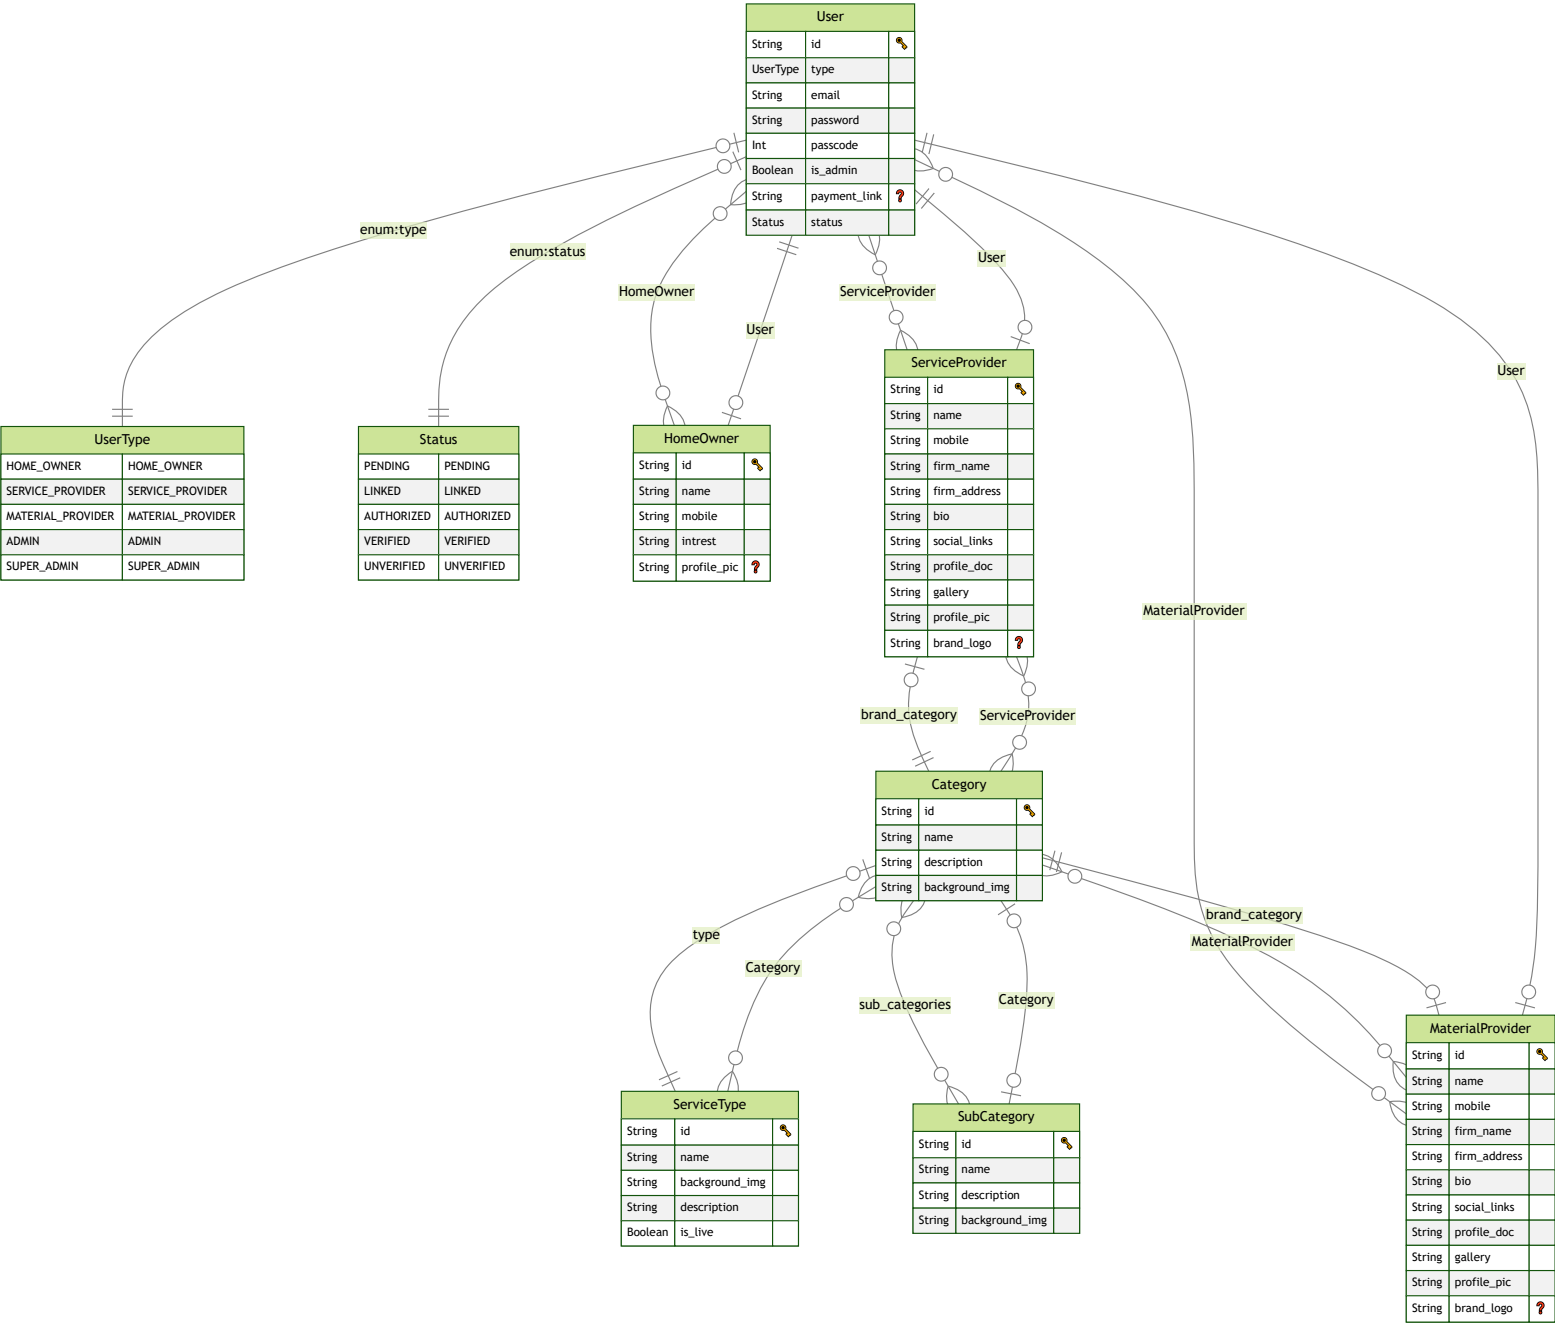 User
String id
UserType type
String email
String password
Int passcode
Boolean is_admin
String payment_link
Status status
enum:type
enum:status
HomeOwner
User
ServiceProvider
User
MaterialProvider
User
UserType
HOME_OWNER HOME_OWNER
SERVICE_PROVIDER SERVICE_PROVIDER
MATERIAL_PROVIDER MATERIAL_PROVIDER
ADMIN ADMIN
SUPER_ADMIN SUPER_ADMIN
Status
PENDING PENDING
LINKED LINKED
AUTHORIZED AUTHORIZED
VERIFIED VERIFIED
UNVERIFIED UNVERIFIED
HomeOwner
String id
String name
String mobile
String intrest
String profile_pic
ServiceProvider
String id
String name
String mobile
String firm_name
String firm_address
String bio
String social_links
String profile_doc
String gallery
String profile_pic
String brand_logo
brand_category
ServiceProvider
Category
String id
String name
String description
String background_img
type
Category
sub_categories
Category
brand_category
MaterialProvider
ServiceType
String id
String name
String background_img
String description
Boolean is_live
SubCategory
String id
String name
String description
String background_img
MaterialProvider
String id
String name
String mobile
String firm_name
String firm_address
String bio
String social_links
String profile_doc
String gallery
String profile_pic
String brand_logo